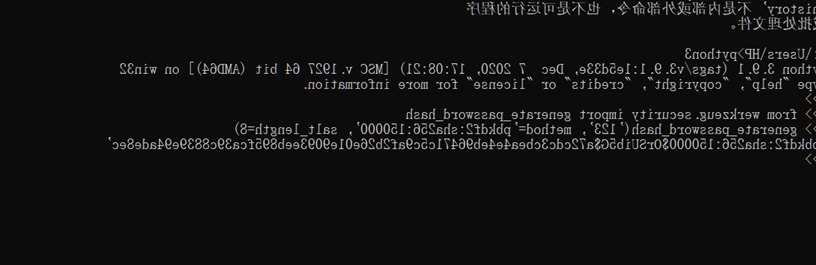 history' 不是内部或外部命令，也不是可运行的程序
或批处理文件。
:\Users\HP>python3
ython 3.9.1 (tags/v3.9.1:1e5d33e, Dec  7 2020, 17:08:21) [MSC v.1927 64 bit (AMD64)] on win32
ype "help", "copyright", "credits" or "license" for more information.
>
>> from werkzeug.security import generate_password_hash
>> generate_password_hash('123', method='pbkdf2:sha256:150000', salt_length=8)
pbkdf2:sha256:150000$OrSUib5G$a72cdc3cbea4e4eb96471c5c9af2b26e01e9093eeb895fca39c8839e94ade8ec'
>>